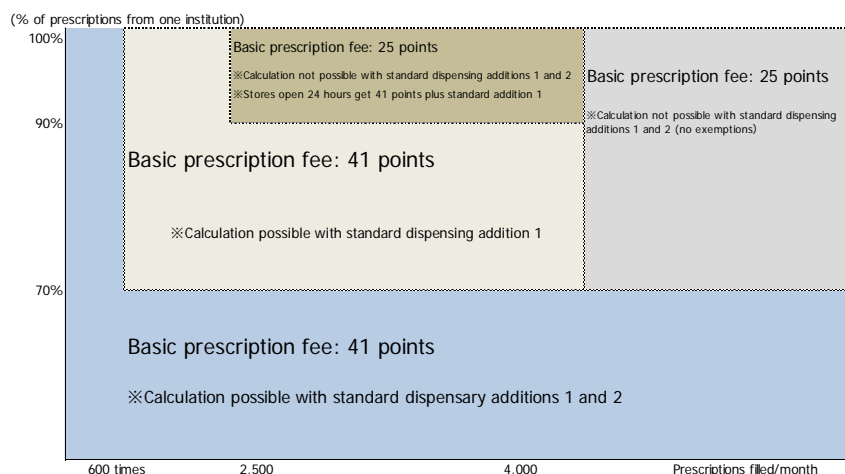 (% of prescriptions from one institution)
100%
Basic prescription fee: 25 points
※Calculation not possible with standard dispensing additions 1 and 2
※Stores open 24 hours get 41 points plus standard addition 1
Basic prescription fee: 25 points
※Calculation not possible with standard dispensing
additions 1 and 2 (no exemptions)
90%
Basic prescription fee: 41 points
※Calculation possible with standard dispensing addition 1
70%
Basic prescription fee: 41 points
※Calculation possible with standard dispensary additions 1 and 2
600 times
2,500
4,000
Prescriptions filled/month